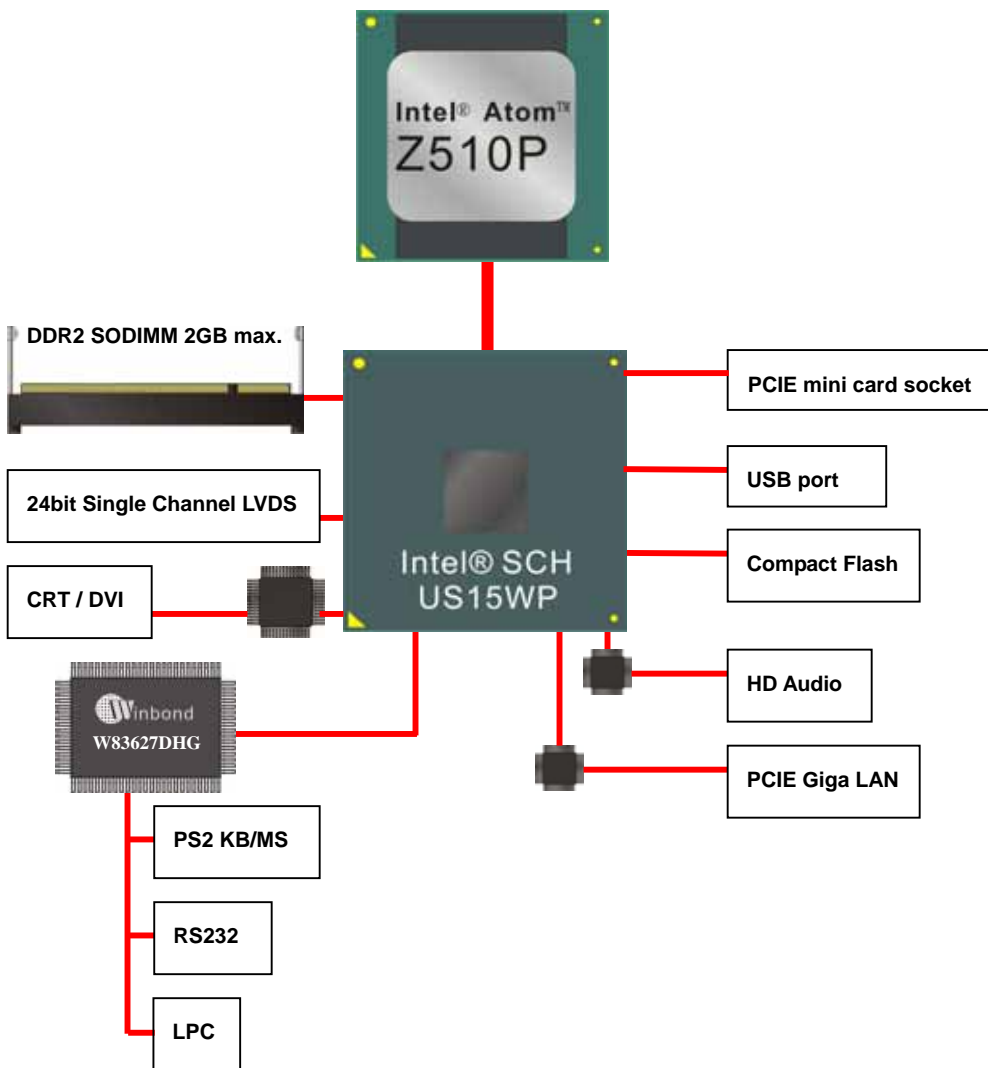 Intel® Atom™
Z510P
DDR2 SODIMM 2GB max.
PCIE mini card socket
24bit Single Channel LVDS
USB port
Intel® SCH
US15WP
Compact Flash
CRT / DVI
HD Audio
Winbond
W83627DHG
PCIE Giga LAN
PS2 KB/MS
RS232
LPC